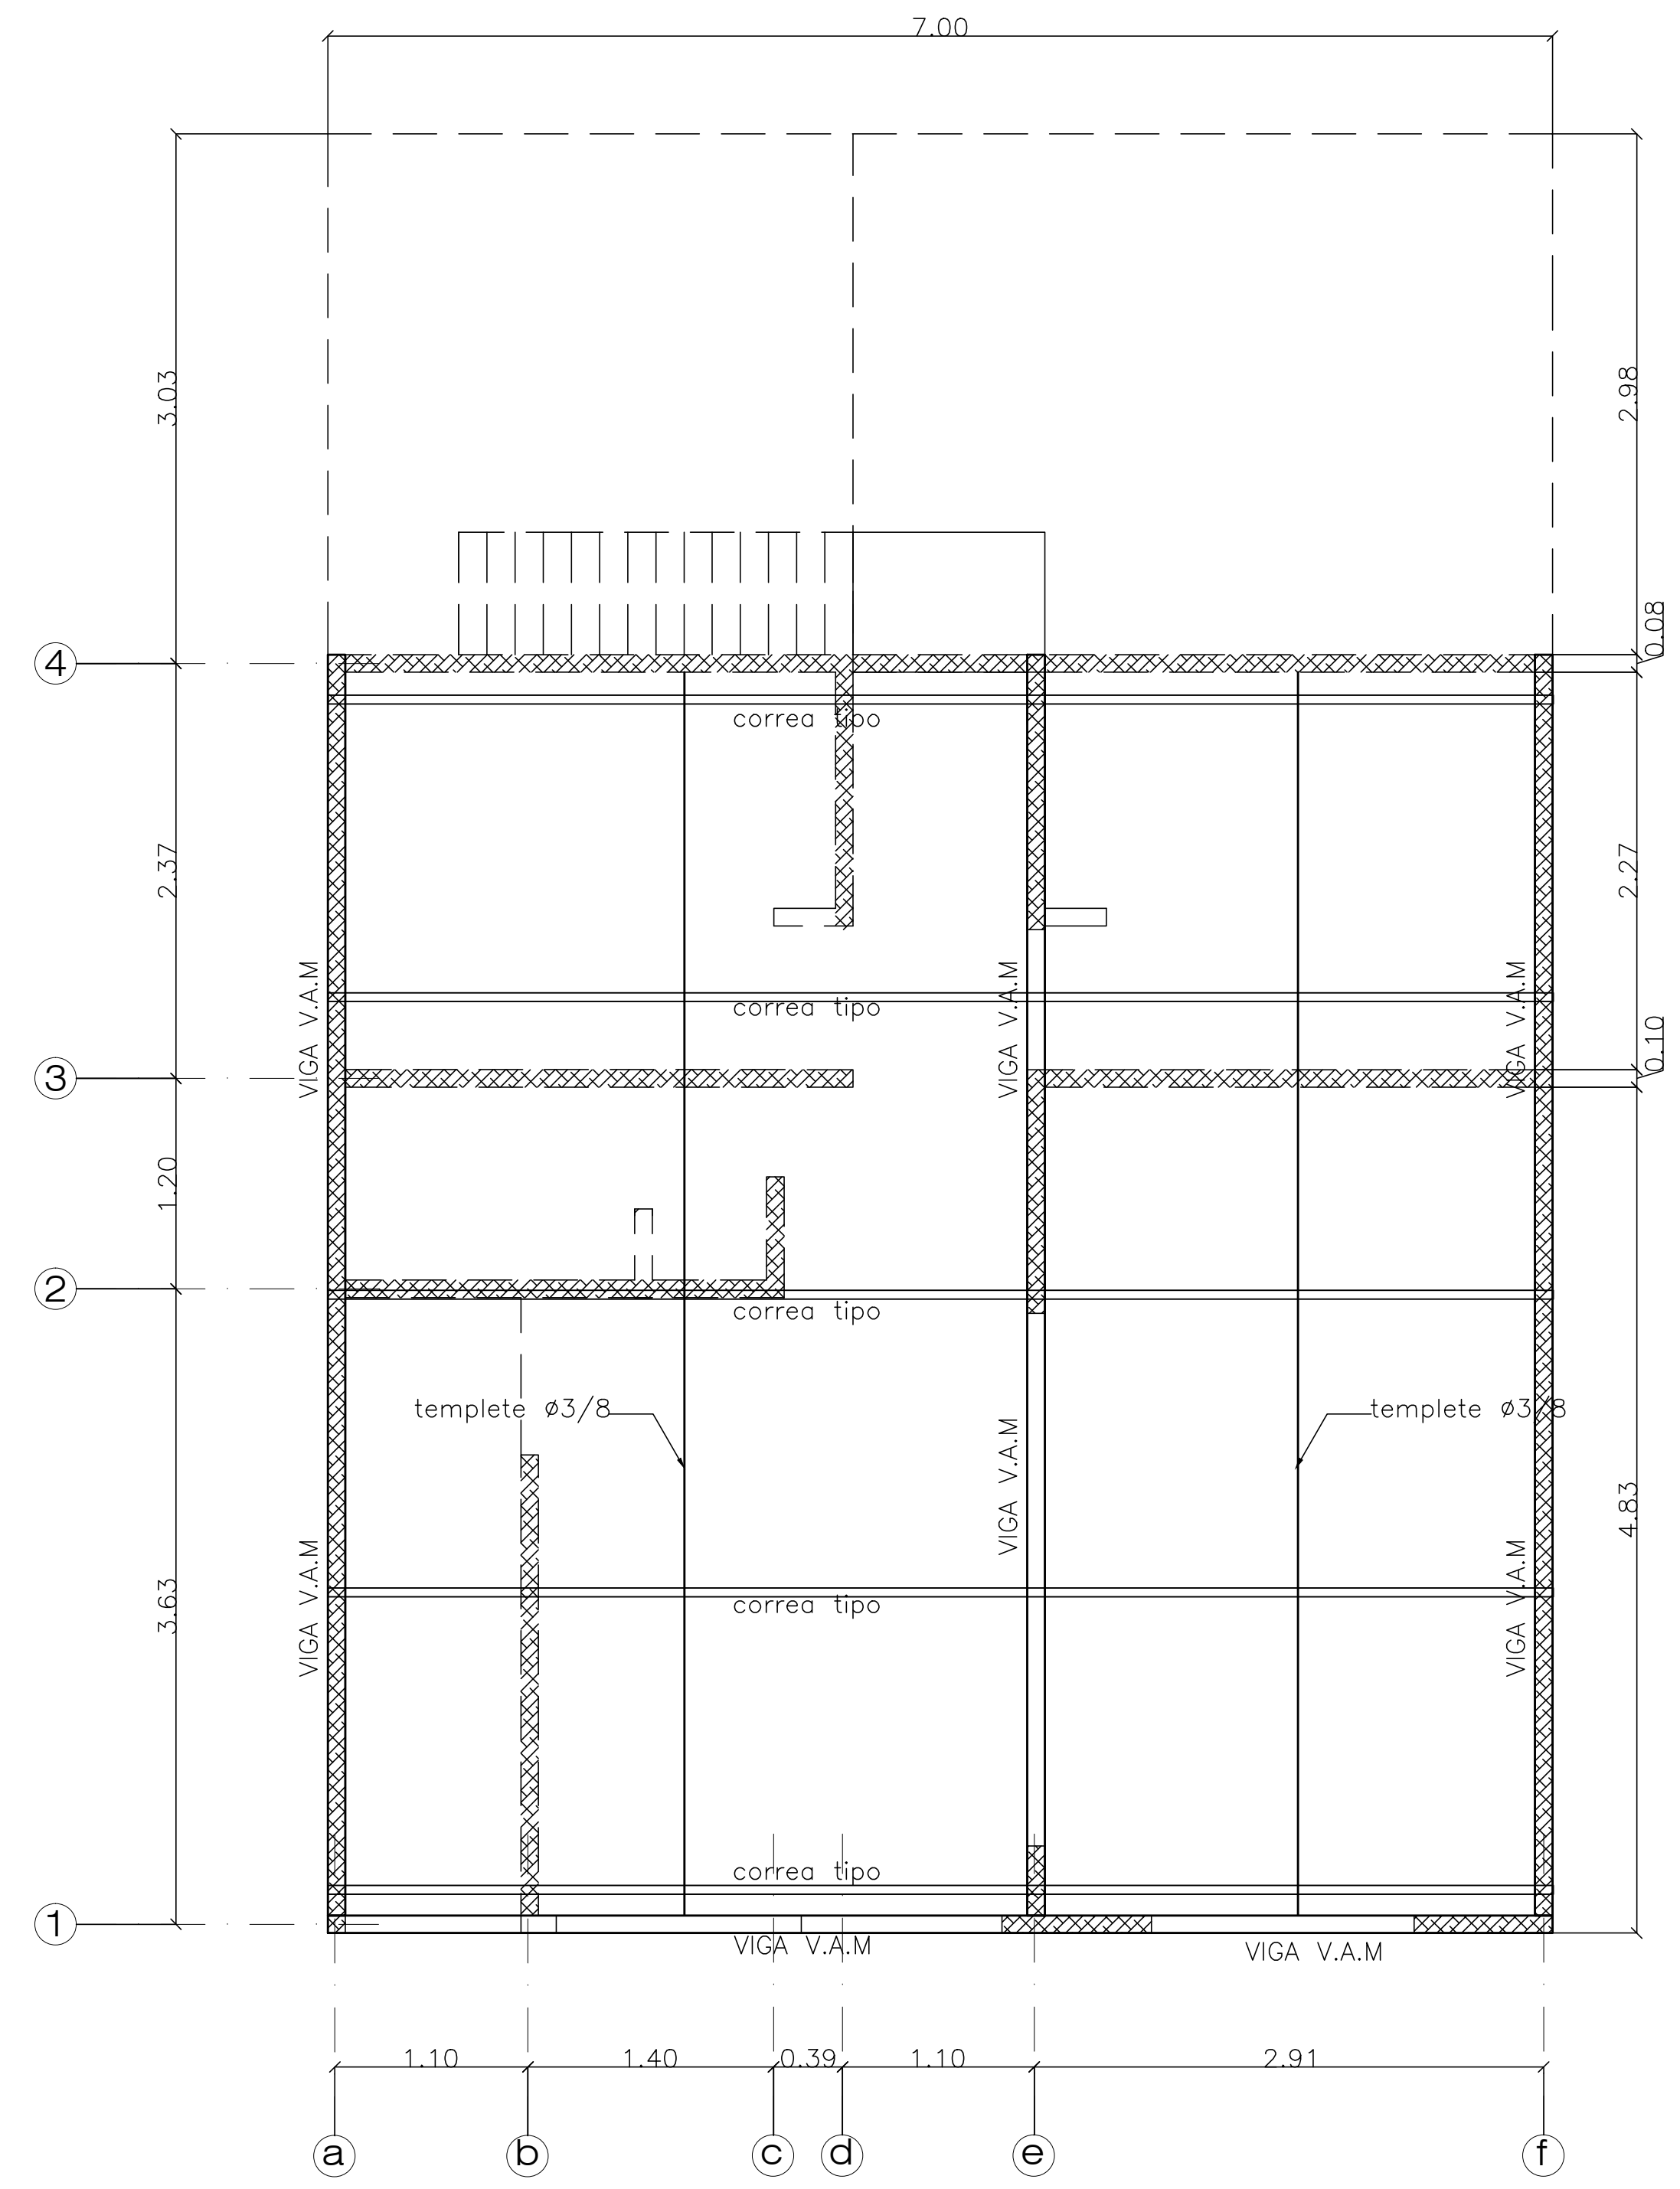 7.00
3.03
2.98
0.08
4
correa tipo
2.37
2.27
VIGA V.A.M
VIGA V.A.M
VIGA V.A.M
correa tipo
0.10
3
1.20
2
correa tipo
templete ø3/8
templete ø3/8
VIGA V.A.M
4.83
VIGA V.A.M
VIGA V.A.M
3.63
correa tipo
correa tipo
1
VIGA V.A.M
VIGA V.A.M
1.10
1.40
0.39
1.10
2.91
a
b
c
d
e
f